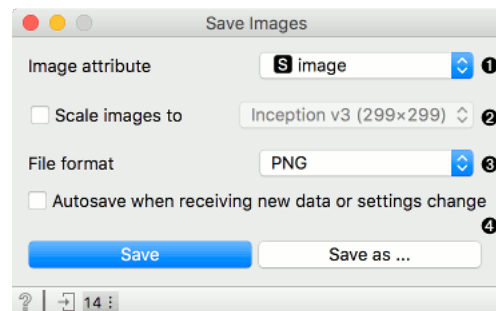 Save Images
Image attribute S image ❶
Scale images to Inception v3 (299×299) ❷
File format PNG ❸
Autosave when receiving new data or settings change
❹
Save Save as ...
? 14